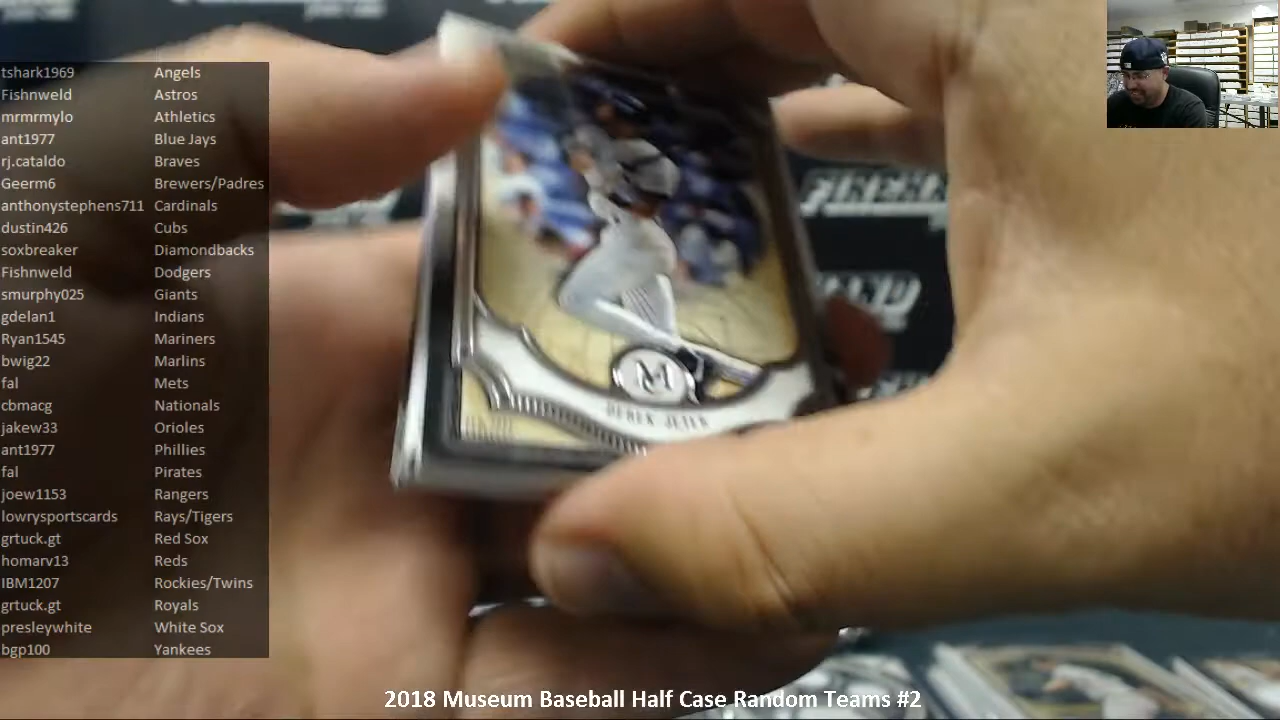 tshark1969 Angels
Fishnweld Astros
mrmrmylo Athletics
ant1977 Blue Jays
rj.cataldo Braves
Geerm6 Brewers/Padres
anthonystephens711 Cardinals
dustin426 Cubs
soxbreaker Diamondbacks
Fishnweld Dodgers
smurphy025 Giants
gdelan1 Indians
Ryan1545 Mariners
bwig22 Marlins
fal Mets
cbmacg Nationals
jakew33 Orioles
ant1977 Phillies
fal Pirates
joew1153 Rangers
lowrysportscards Rays/Tigers
grtuck.gt Red Sox
homarv13 Reds
IBM1207 Rockies/Twins
grtuck.gt Royals
presleywhite White Sox
bgp100 Yankees
M
DEREK JETER
2018 Museum Baseball Half Case Random Teams #2